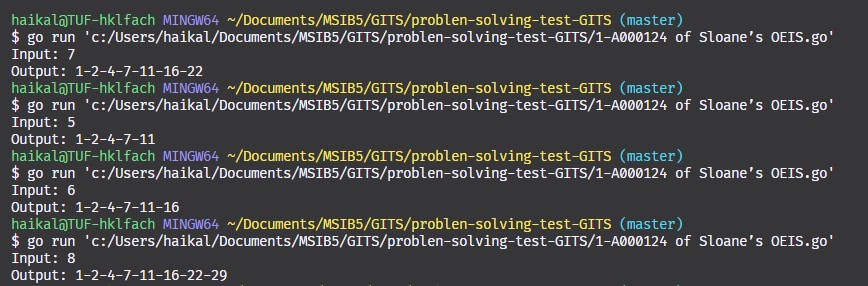 haikal@TUF-hklfach MINGW64 ~/Documents/MSIB5/GITS/problen-solving-test-GITS (master)
$ go run 'c:/Users/haikal/Documents/MSIB5/GITS/problen-solving-test-GITS/1-A000124 of Sloane’s OEIS.go'
Input: 7
Output: 1-2-4-7-11-16-22
haikal@TUF-hklfach MINGW64 ~/Documents/MSIB5/GITS/problen-solving-test-GITS (master)
$ go run 'c:/Users/haikal/Documents/MSIB5/GITS/problen-solving-test-GITS/1-A000124 of Sloane’s OEIS.go'
Input: 5
Output: 1-2-4-7-11
haikal@TUF-hklfach MINGW64 ~/Documents/MSIB5/GITS/problen-solving-test-GITS (master)
$ go run 'c:/Users/haikal/Documents/MSIB5/GITS/problen-solving-test-GITS/1-A000124 of Sloane’s OEIS.go'
Input: 6
Output: 1-2-4-7-11-16
haikal@TUF-hklfach MINGW64 ~/Documents/MSIB5/GITS/problen-solving-test-GITS (master)
$ go run 'c:/Users/haikal/Documents/MSIB5/GITS/problen-solving-test-GITS/1-A000124 of Sloane’s OEIS.go'
Input: 8
Output: 1-2-4-7-11-16-22-29